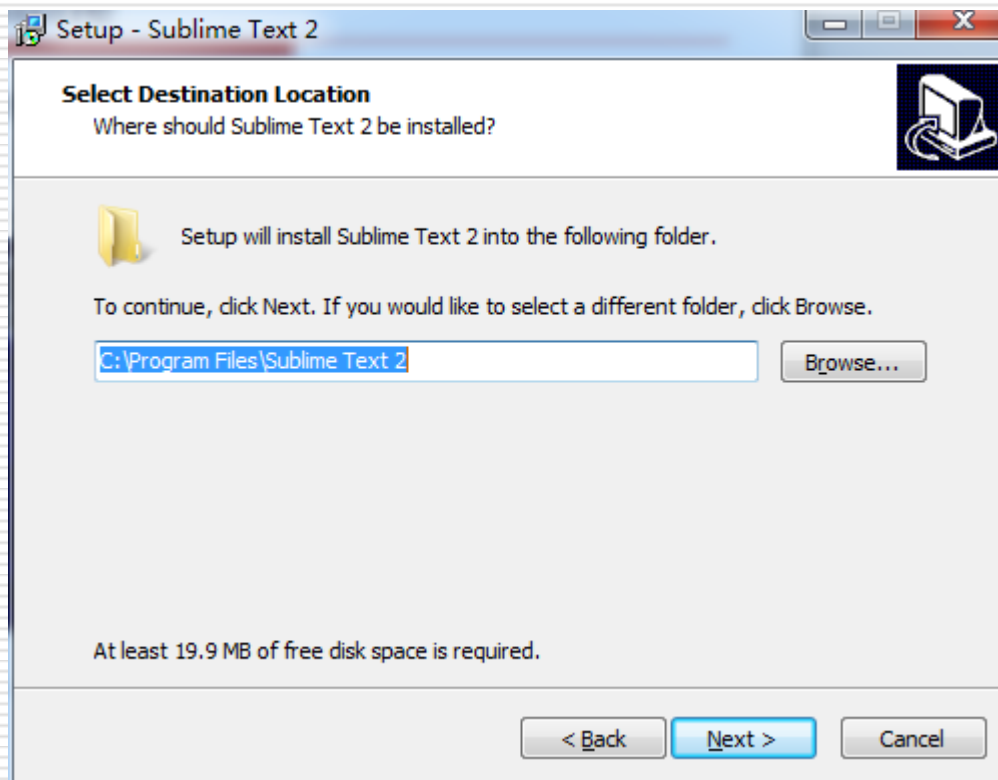 Setup - Sublime Text 2
Select Destination Location
Where should Sublime Text 2 be installed?
Setup will install Sublime Text 2 into the following folder.
To continue, click Next. If you would like to select a different folder, click Browse.
C:\Program Files\Sublime Text 2
Browse...
At least 19.9 MB of free disk space is required.
< Back
Next >
Cancel